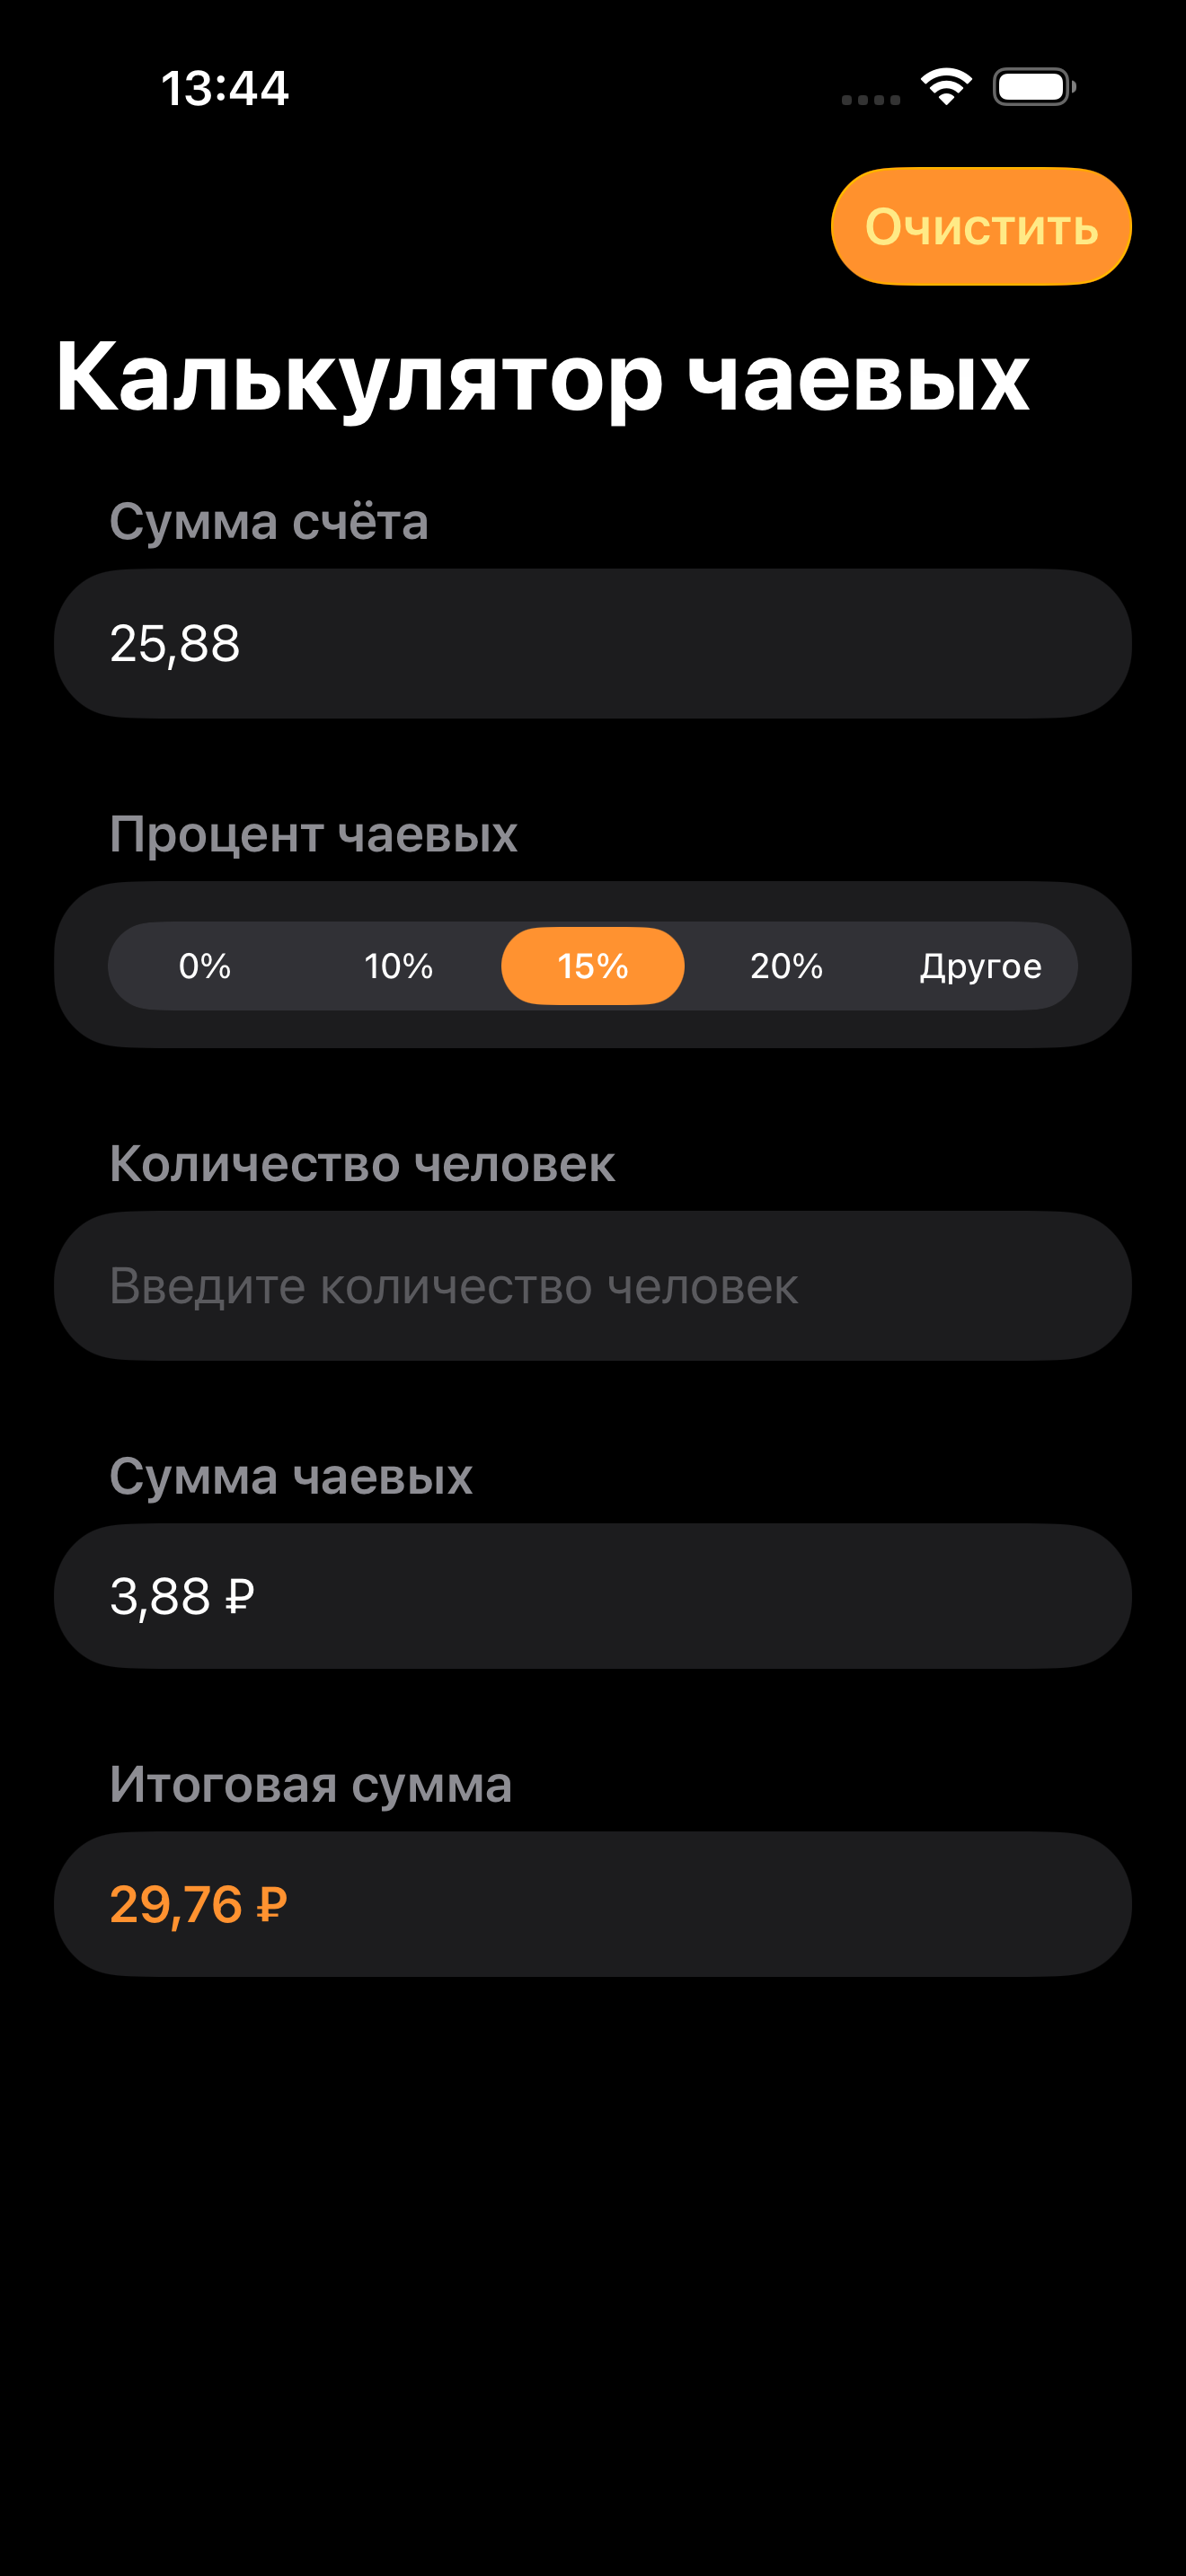 13:44
Очистить
Калькулятор чаевых
Сумма счёта
25,88
Процент чаевых
0% 10% 15% 20% Другое
Количество человек
Введите количество человек
Сумма чаевых
3,88 ₽
Итоговая сумма
29,76 ₽